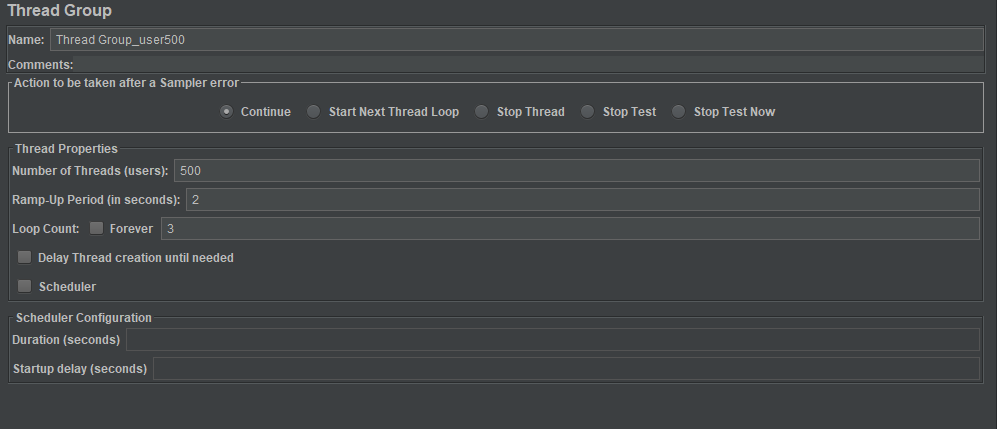 Thread Group
Name: Thread Group_user500
Comments:
Action to be taken after a Sampler error
Continue Start Next Thread Loop Stop Thread Stop Test Stop Test Now
Thread Properties
Number of Threads (users): 500
Ramp-Up Period (in seconds): 2
Loop Count: Forever 3
Delay Thread creation until needed
Scheduler
Scheduler Configuration
Duration (seconds)
Startup delay (seconds)